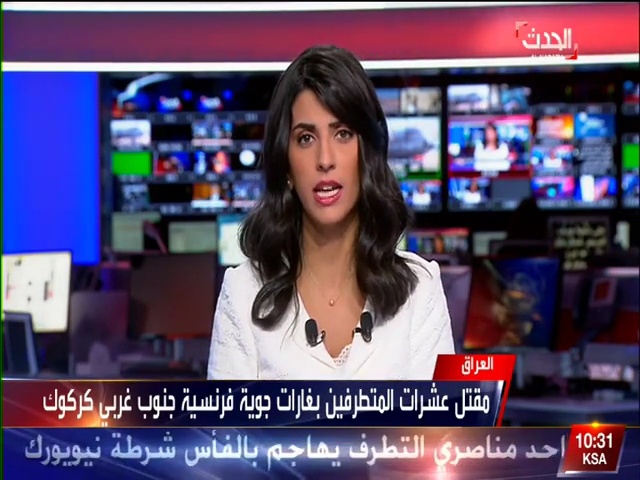 الحدث
العراق
مقتل عشرات المتطرفين بغارات جوية فرنسية جنوب غربي كركوك
احد مناصري التطرف يهاجم بالفأس شرطة نيويورك
10:31
KSA